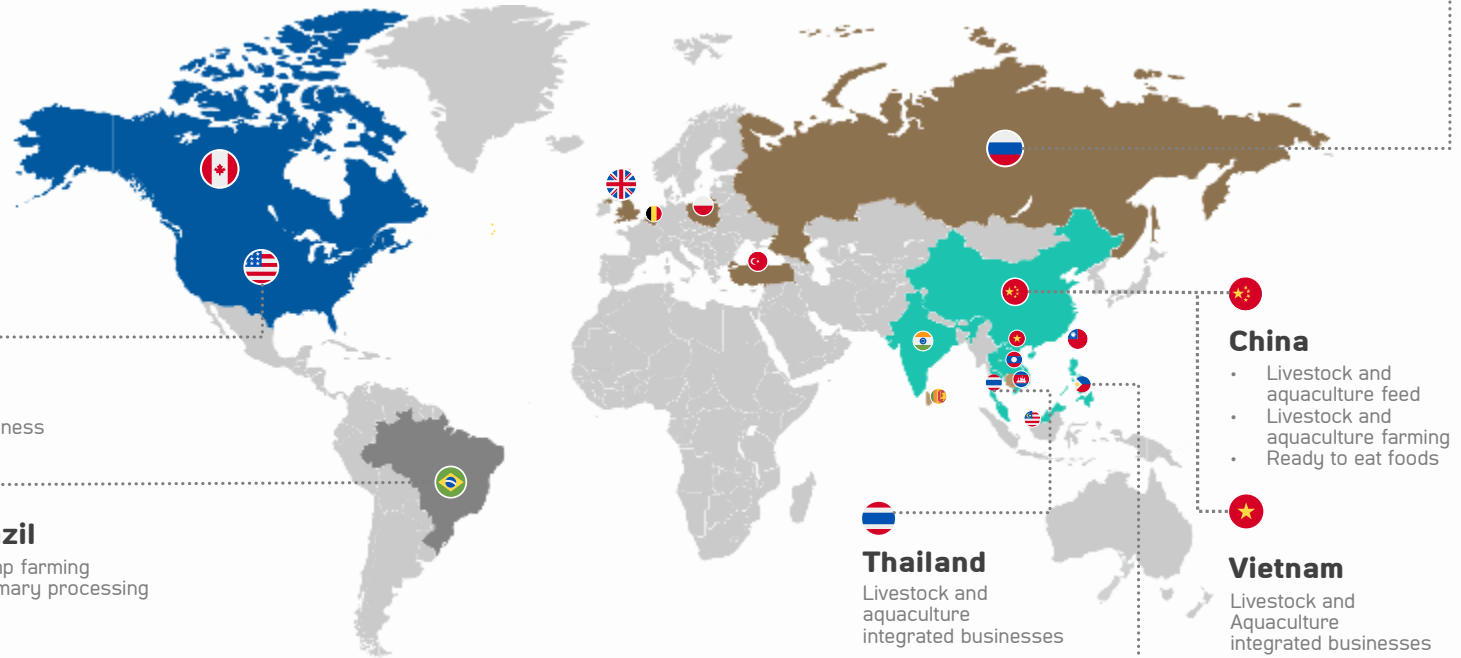 China
• Livestock and
aquaculture feed
• Livestock and
aquaculture farming
• Ready to eat foods
ness
zil
p farming
mary processing
Thailand
Livestock and
aquaculture
integrated businesses
Vietnam
Livestock and
Aquaculture
integrated businesses